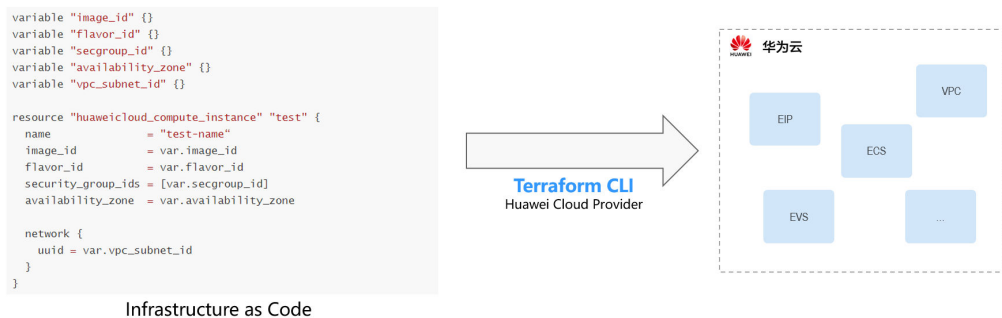 variable "image_id" {}
variable "flavor_id" {}
variable "secgroup_id" {}
variable "availability_zone" {}
variable "vpc_subnet_id" {}
resource "huaweicloud_compute_instance" "test" {
  name               = "test-name“
  image_id           = var.image_id
  flavor_id          = var.flavor_id
  security_group_ids = [var.secgroup_id]
  availability_zone  = var.availability_zone
  network {
    uuid = var.vpc_subnet_id
  }
}
Infrastructure as Code
Terraform CLI
Huawei Cloud Provider
HUAWEI 华为云
VPC
EIP
ECS
EVS
...